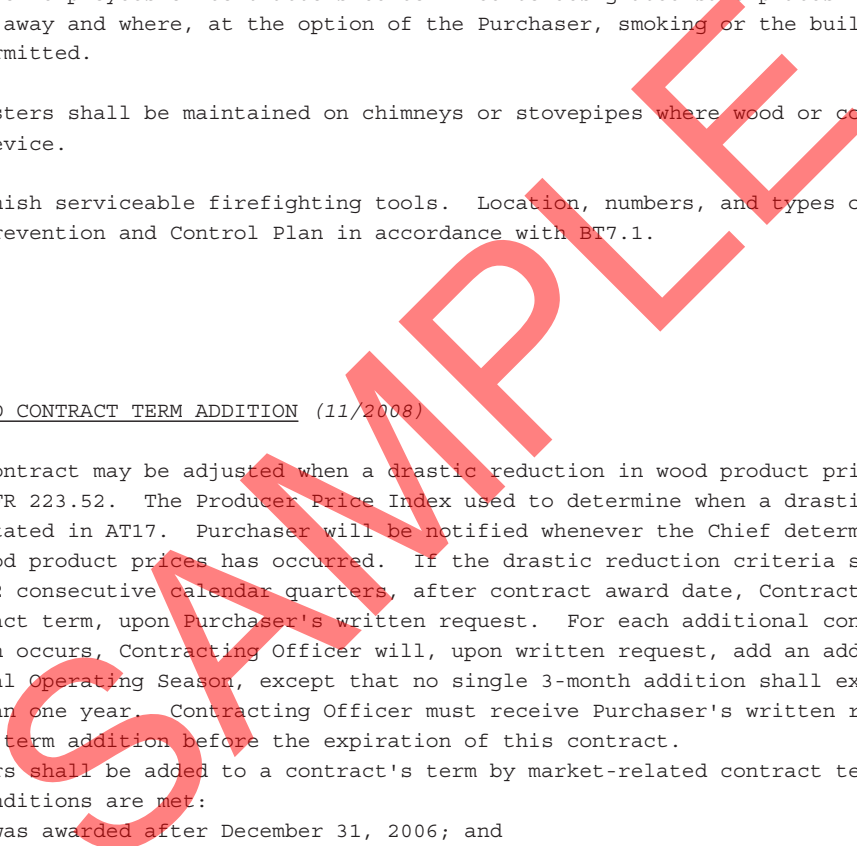 away and where, at the option of the Purchaser, smoking or the buil
rmitted.
sters shall be maintained on chimneys or stovepipes where wood or co
evice.
nish serviceable firefighting tools.  Location, numbers, and types o
revention and Control Plan in accordance with BT7.1.
O CONTRACT TERM ADDITION (11/2008)
ontract may be adjusted when a drastic reduction in wood product pri
FR 223.52.  The Producer Price Index used to determine when a drasti
tated in AT17.  Purchaser will be notified whenever the Chief determ
od product prices has occurred.  If the drastic reduction criteria s
2 consecutive calendar quarters, after contract award date, Contract
act term, upon Purchaser's written request.  For each additional con
n occurs, Contracting Officer will, upon written request, add an add
al Operating Season, except that no single 3-month addition shall ex
an one year.  Contracting Officer must receive Purchaser's written r
term addition before the expiration of this contract.
rs shall be added to a contract's term by market-related contract te
nditions are met:
was awarded after December 31, 2006; and
SAMPLE